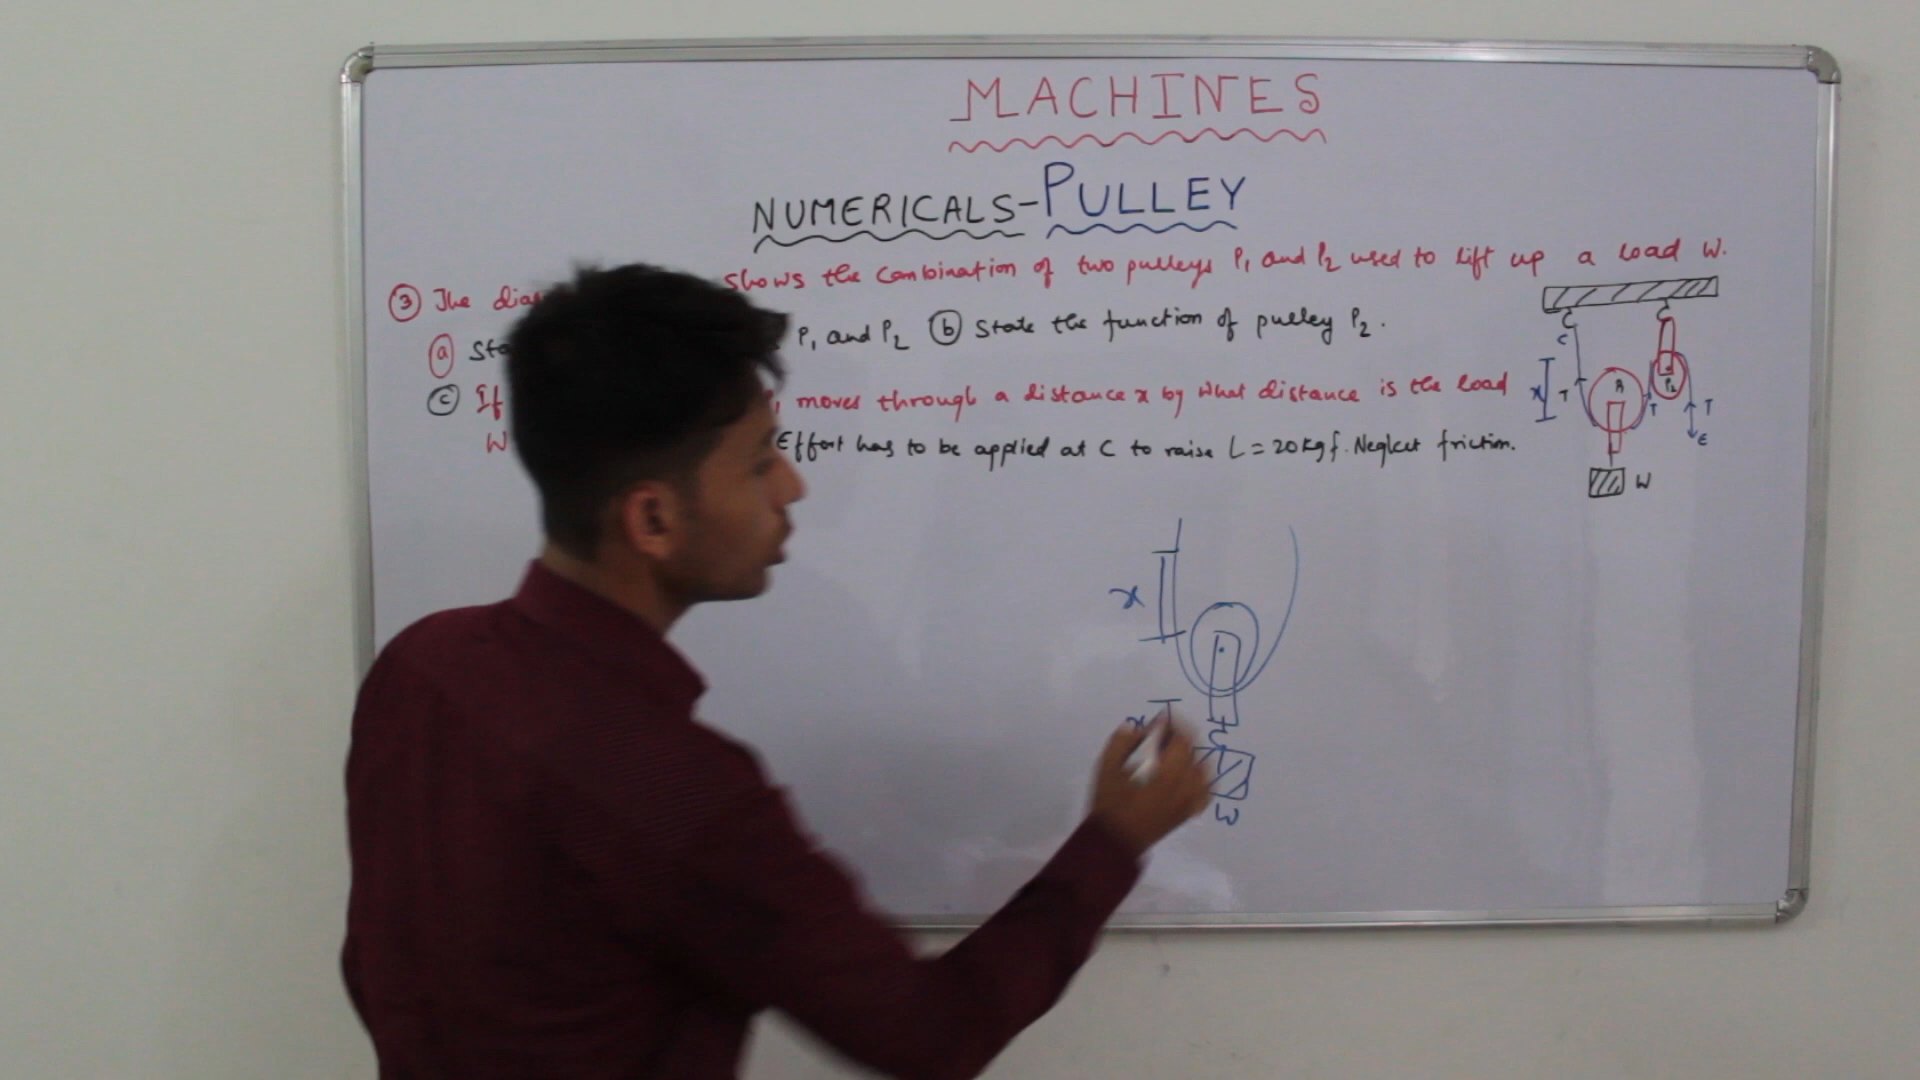 MACHINES
NUMERICALS-PULLEY
③ The shows the combination of two pulleys P₁ and P₂ used to lift up a load W.
ⓐ P₁ and P₂ ⓑ State the function of pulley P₂.
ⓒ If moves through a distance x by what distance is the load
W Effort has to be applied at C to raise L = 20 kgf. Neglect friction.
C
x T P₂
T T
E
W
x
x
W